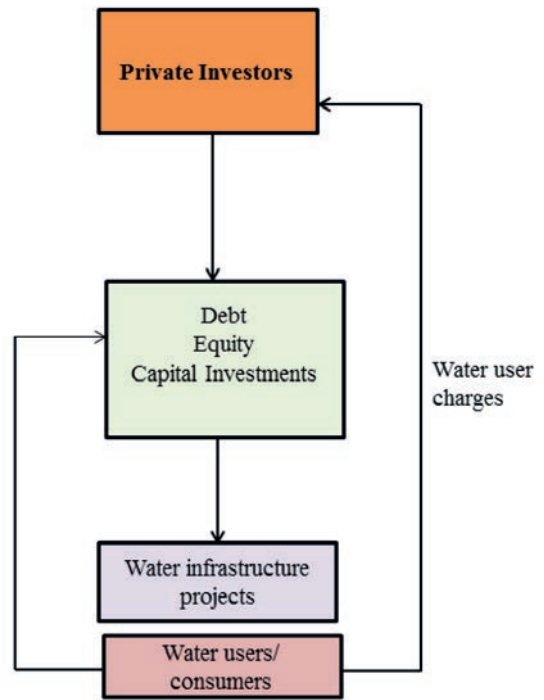 Private Investors
Debt
Equity
Capital Investments
Water user
charges
Water infrastructure
projects
Water users/
consumers